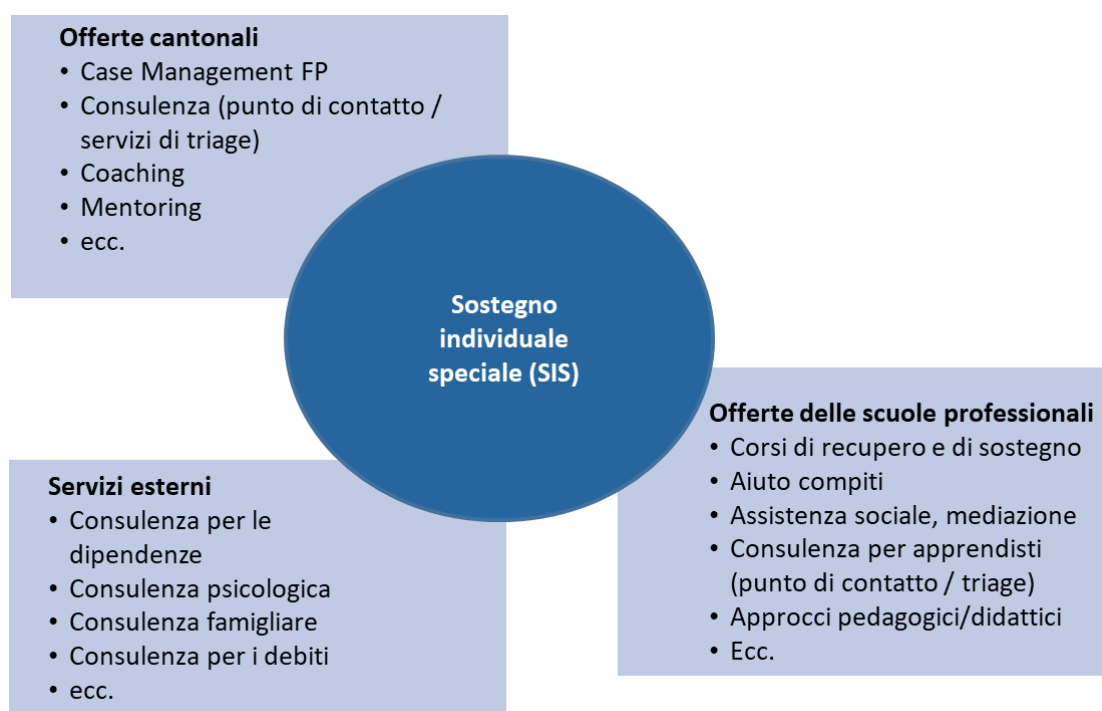 Offerte cantonali
• Case Management FP
• Consulenza (punto di contatto /
servizi di triage)
• Coaching
• Mentoring
• ecc.
Sostegno
individuale
speciale (SIS)
Offerte delle scuole professionali
• Corsi di recupero e di sostegno
• Aiuto compiti
• Assistenza sociale, mediazione
• Consulenza per apprendisti
(punto di contatto / triage)
• Approcci pedagogici/didattici
• Ecc.
Servizi esterni
• Consulenza per le
dipendenze
• Consulenza psicologica
• Consulenza famigliare
• Consulenza per i debiti
• ecc.